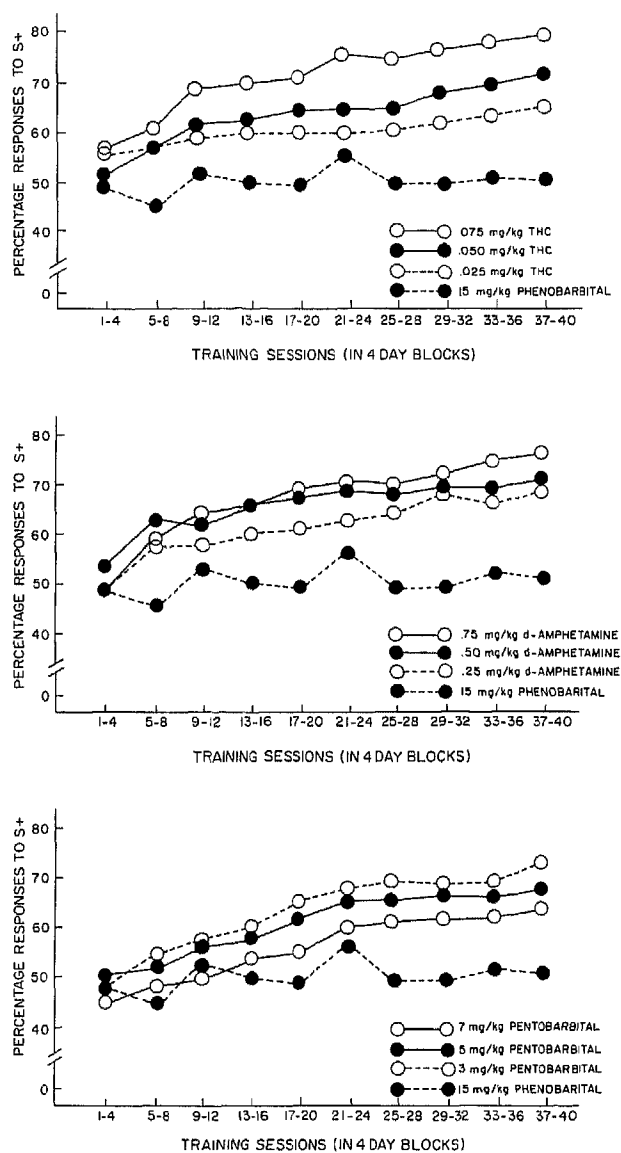 80
70
60
50
40
0
PERCENTAGE RESPONSES TO S+
.075 mg/kg THC
.050 mg/kg THC
.025 mg/kg THC
15 mg/kg PHENOBARBITAL
1-4 5-8 9-12 13-16 17-20 21-24 25-28 29-32 33-36 37-40
TRAINING SESSIONS (IN 4 DAY BLOCKS)
80
70
60
50
40
0
PERCENTAGE RESPONSES TO S+
.75 mg/kg d-AMPHETAMINE
.50 mg/kg d-AMPHETAMINE
.25 mg/kg d-AMPHETAMINE
15 mg/kg PHENOBARITAL
1-4 5-8 9-12 13-16 17-20 21-24 25-28 29-32 33-36 37-40
TRAINING SESSIONS (IN 4 DAY BLOCKS)
80
70
60
50
40
0
PERCENTAGE RESPONSES TO S+
7 mg/kg PENTOBARBITAL
5 mg/kg PENTOBARBITAL
3 mg/kg PENTOBARBITAL
15 mg/kg PHENOBARITAL
1-4 5-8 9-12 13-16 17-20 21-24 25-28 29-32 33-36 37-40
TRAINING SESSIONS (IN 4 DAY BLOCKS)